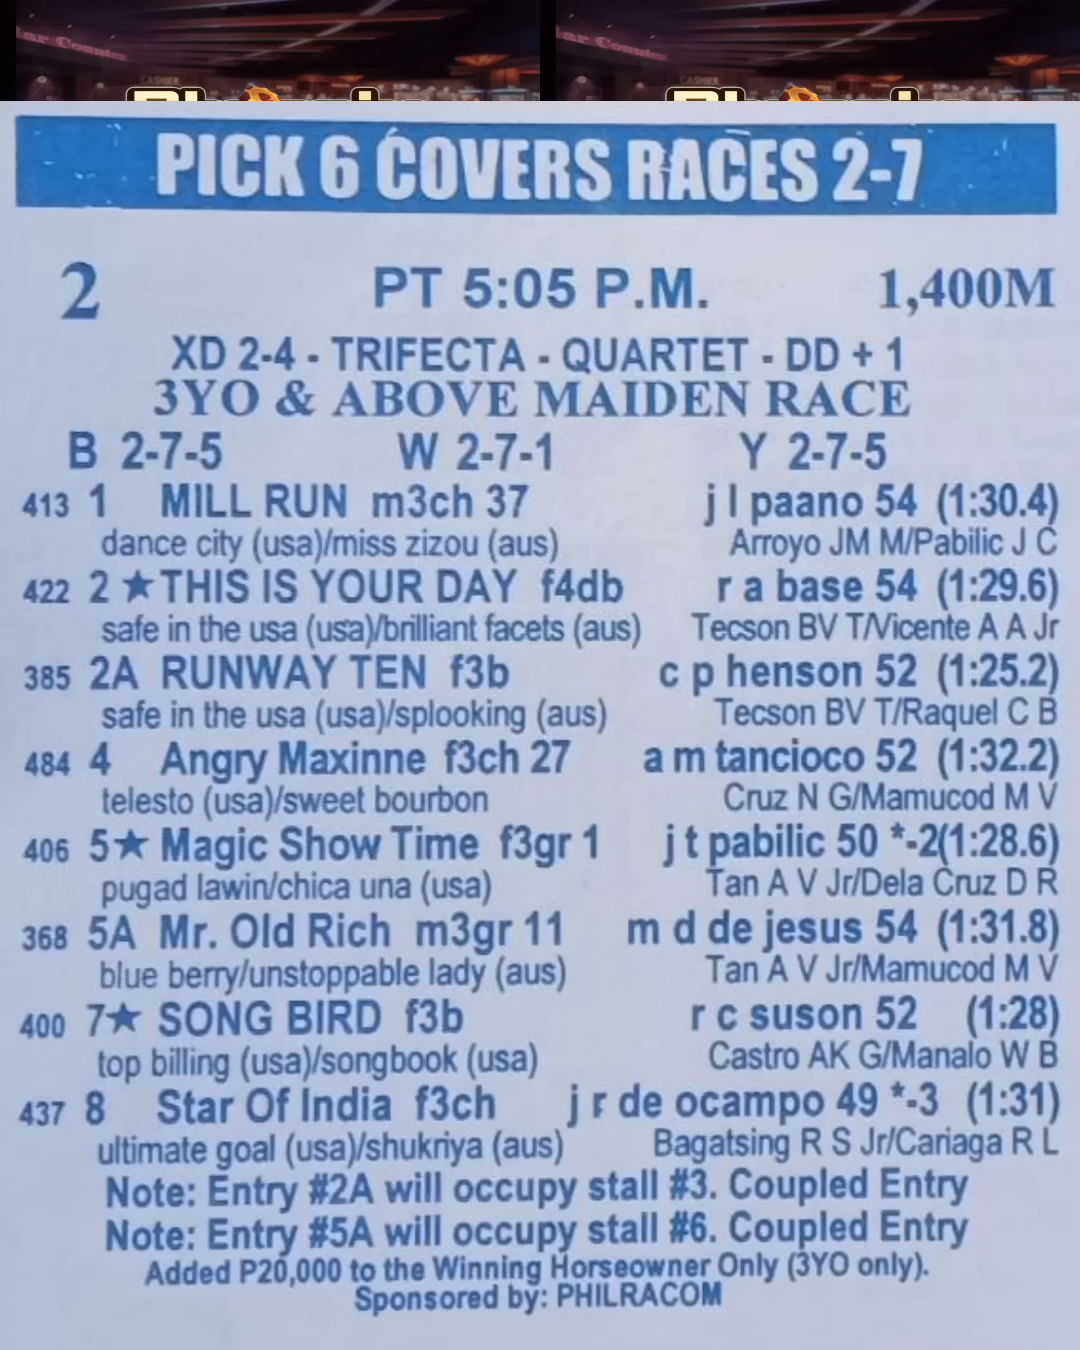 CASHIER
CASHIER
PICK 6 COVERS RACES 2-7
2 PT 5:05 P.M. 1,400M
XD 2-4 - TRIFECTA - QUARTET - DD + 1
3YO & ABOVE MAIDEN RACE
B 2-7-5 W 2-7-1 Y 2-7-5
413 1 MILL RUN m3ch 37 j l paano 54 (1:30.4)
dance city (usa)/miss zizou (aus) Arroyo JM M/Pabilic J C
422 2 ★ THIS IS YOUR DAY f4db r a base 54 (1:29.6)
safe in the usa (usa)/brilliant facets (aus) Tecson BV T/Vicente A A Jr
385 2A RUNWAY TEN f3b c p henson 52 (1:25.2)
safe in the usa (usa)/splooking (aus) Tecson BV T/Raquel C B
484 4 Angry Maxinne f3ch 27 a m tancioco 52 (1:32.2)
telesto (usa)/sweet bourbon Cruz N G/Mamucod M V
406 5★ Magic Show Time f3gr 1 j t pabilic 50 *-2(1:28.6)
pugad lawin/chica una (usa) Tan A V Jr/Dela Cruz D R
368 5A Mr. Old Rich m3gr 11 m d de jesus 54 (1:31.8)
blue berry/unstoppable lady (aus) Tan A V Jr/Mamucod M V
400 7★ SONG BIRD f3b r c suson 52 (1:28)
top billing (usa)/songbook (usa) Castro AK G/Manalo W B
437 8 Star Of India f3ch j r de ocampo 49 *-3 (1:31)
ultimate goal (usa)/shukriya (aus) Bagatsing R S Jr/Cariaga R L
Note: Entry #2A will occupy stall #3. Coupled Entry
Note: Entry #5A will occupy stall #6. Coupled Entry
Added P20,000 to the Winning Horseowner Only (3YO only).
Sponsored by: PHILRACOM